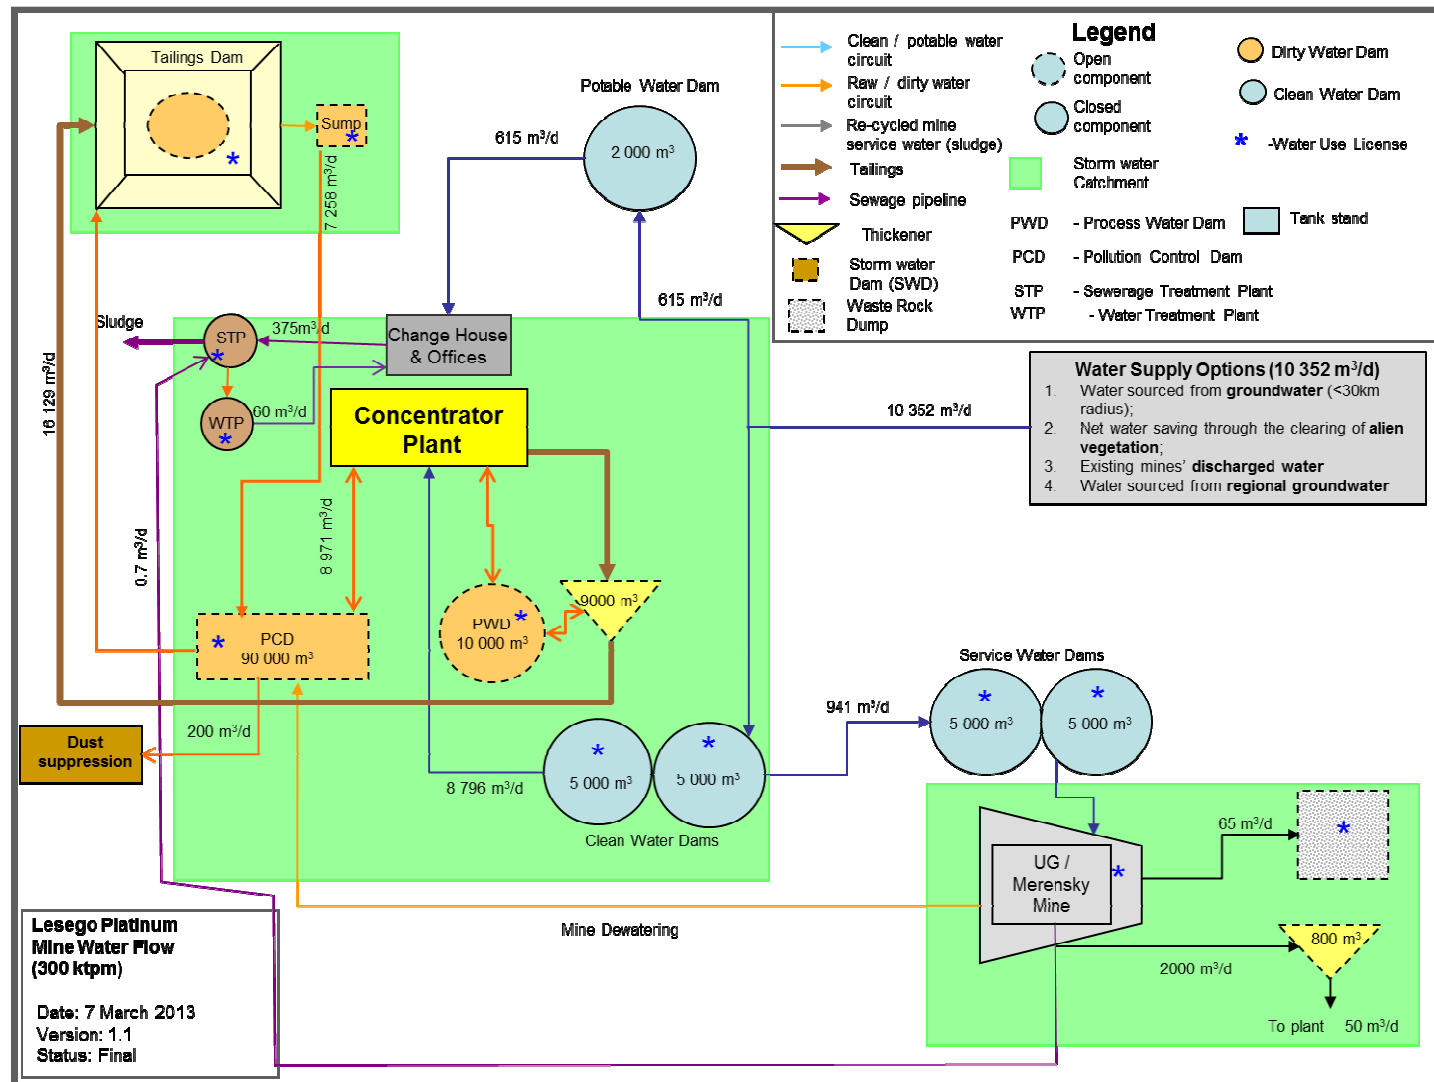 Tailings Dam
Sump
*
*
7 258 m³/d
Potable Water Dam
2 000 m³
615 m³/d
615 m³/d
Legend
Clean / potable water
circuit
Raw / dirty water
circuit
Re-cycled mine
service water (sludge)
Tailings
Sewage pipeline
Thickener
Storm water
Dam (SWD)
Waste Rock
Dump
Open
component
Closed
component
Storm water
Catchment
PWD - Process Water Dam
PCD - Pollution Control Dam
STP - Sewerage Treatment Plant
WTP - Water Treatment Plant
Dirty Water Dam
Clean Water Dam
* -Water Use License
Tank stand
Sludge
STP
*
375m³/d
Change House
& Offices
WTP
*
60 m³/d
16 129 m³/d
0.7 m³/d
Concentrator
Plant
10 352 m³/d
Water Supply Options (10 352 m³/d)
1. Water sourced from groundwater (<30km
radius);
2. Net water saving through the clearing of alien
vegetation;
3. Existing mines' discharged water
4. Water sourced from regional groundwater
8 971 m³/d
PCD
90 000 m³
*
PWD
10 000 m³
*
9000 m³
200 m³/d
Dust
suppression
8 796 m³/d
*
5 000 m³
*
5 000 m³
Clean Water Dams
941 m³/d
Service Water Dams
*
5 000 m³
*
5 000 m³
UG /
Merensky
Mine
*
65 m³/d
*
800 m³
2000 m³/d
To plant 50 m³/d
Mine Dewatering
Lesego Platinum
Mine Water Flow
(300 ktpm)
Date: 7 March 2013
Version: 1.1
Status: Final